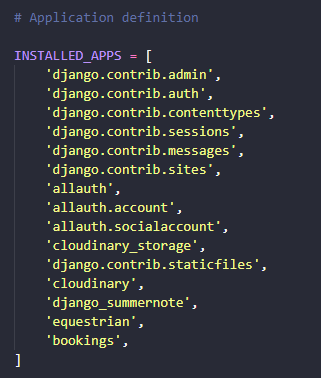 # Application definition
INSTALLED_APPS = [
    'django.contrib.admin',
    'django.contrib.auth',
    'django.contrib.contenttypes',
    'django.contrib.sessions',
    'django.contrib.messages',
    'django.contrib.sites',
    'allauth',
    'allauth.account',
    'allauth.socialaccount',
    'cloudinary_storage',
    'django.contrib.staticfiles',
    'cloudinary',
    'django_summernote',
    'equestrian',
    'bookings',
]